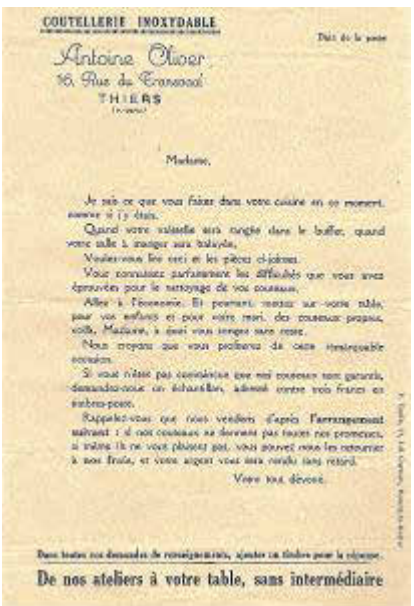 COUTELLERIE INOXYDABLE
Date de la poste
Antoine Oliver
16, Rue du Transvaal
THIERS
Madame,
Je sais ce que vous faites dans votre cuisine en ce moment,
comme si j'y étais.
Quand votre vaisselle sera rangée dans le buffet, quand
votre salle à manger sera balayée,
Voulez-vous lire ceci et les pièces ci-jointes.
Vous connaissez parfaitement les difficultés que vous avez
éprouvées pour le nettoyage de vos couteaux.
Allez à l'économie. Et pourtant, mettez sur votre table,
pour vos enfants et pour votre mari, des couteaux propres,
voilà, Madame, à quoi vous songez sans cesse.
Nous croyons que vous profiterez de cette remarquable
occasion.
Si vous n'êtes pas convaincue que nos couteaux sont garantis,
demandez-nous un échantillon, adressé contre trois francs en
timbres-poste.
Rappelez-vous que nous vendons d'après l'arrangement
suivant : si nos couteaux ne tiennent pas toutes nos promesses,
si même ils ne vous plaisent pas, vous pouvez nous les retourner
à nos frais, et votre argent vous sera rendu sans retard.
Votre tout dévoué.
Dans toutes vos demandes de renseignements, ajouter un timbre pour la réponse.
De nos ateliers à votre table, sans intermédiaire